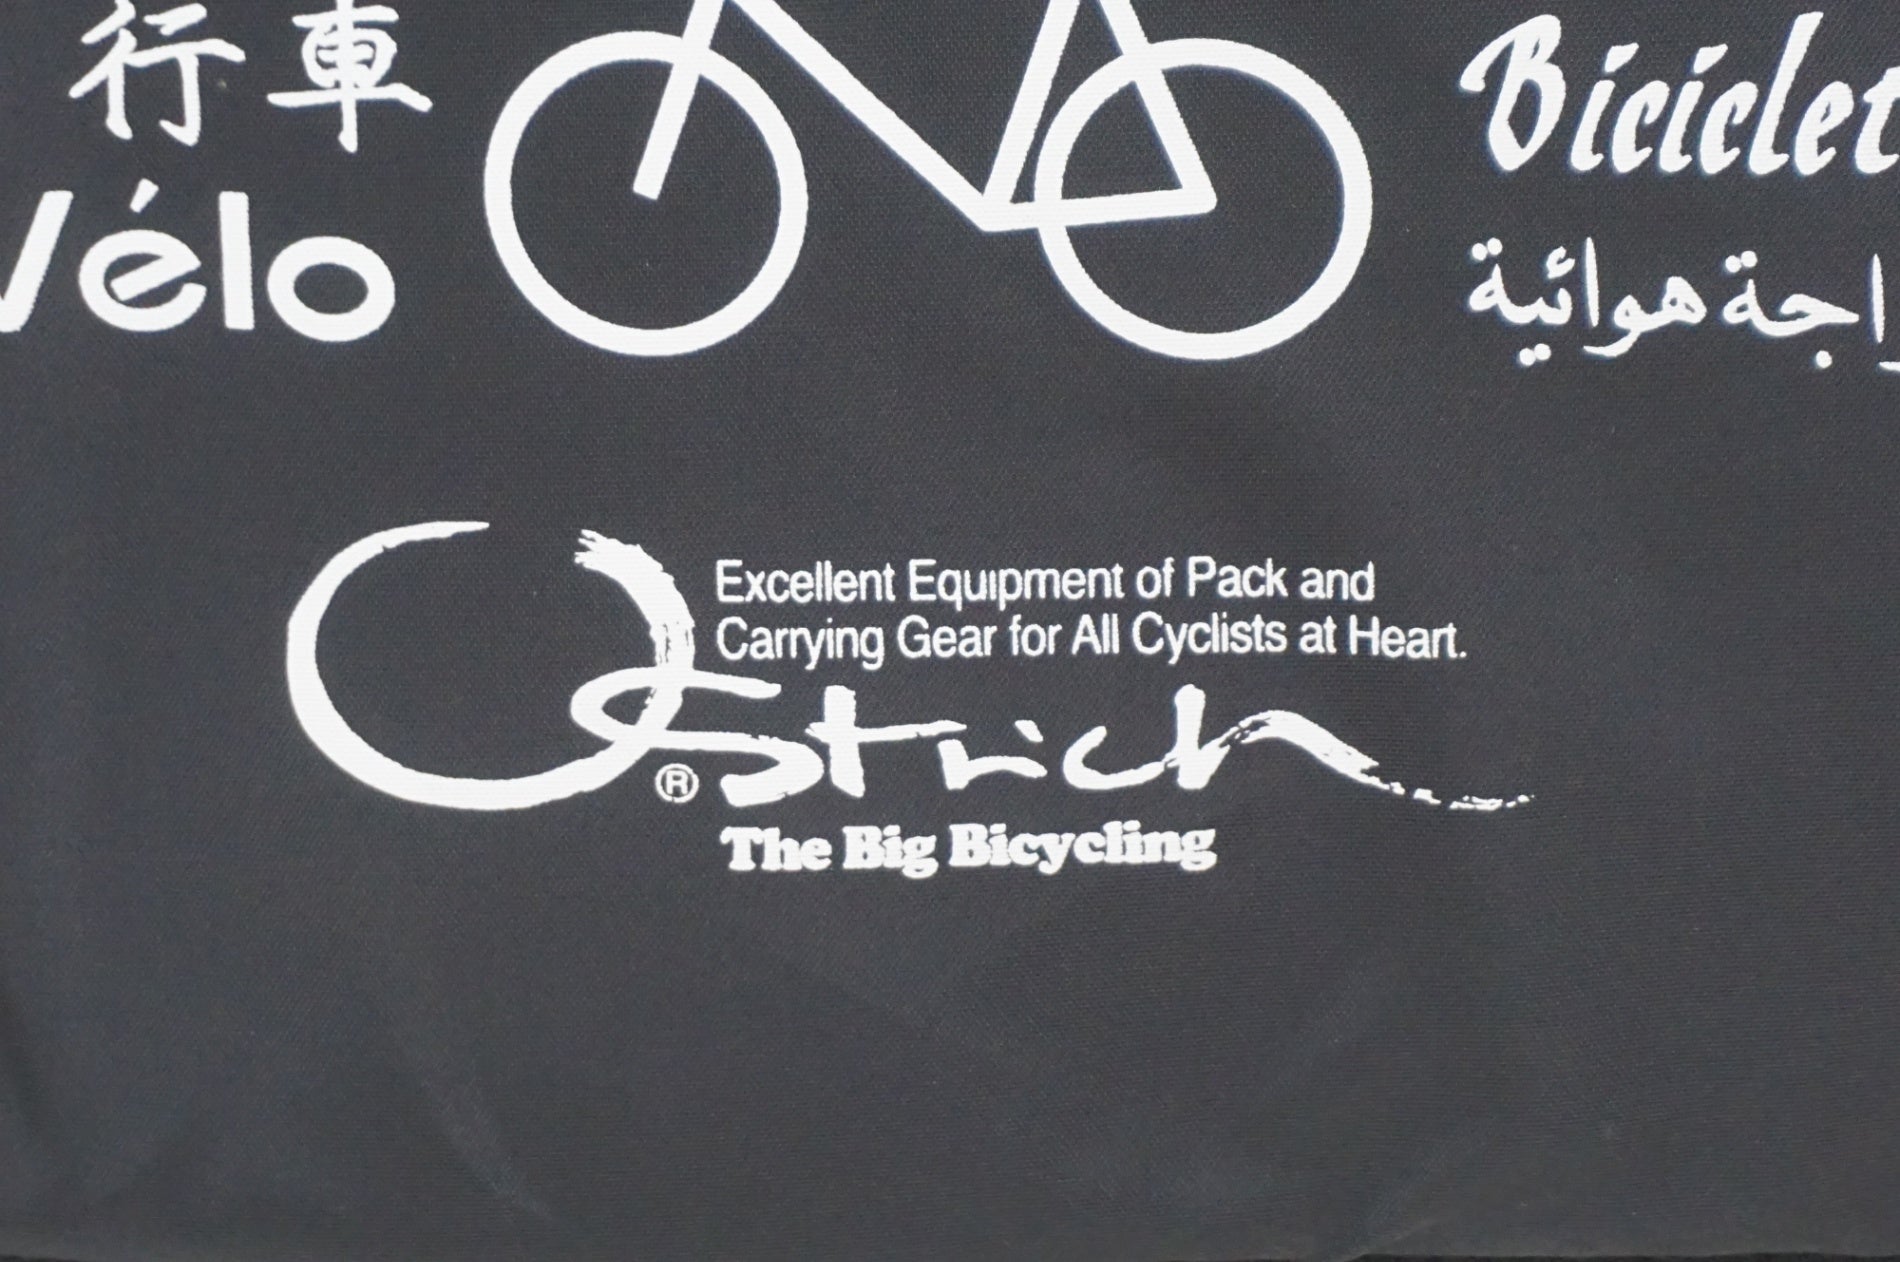 行車
Vélo
Biciclet
راجة هوائية
Excellent Equipment of Pack and
Carrying Gear for All Cyclists at Heart.
Ostrich
®
The Big Bicycling